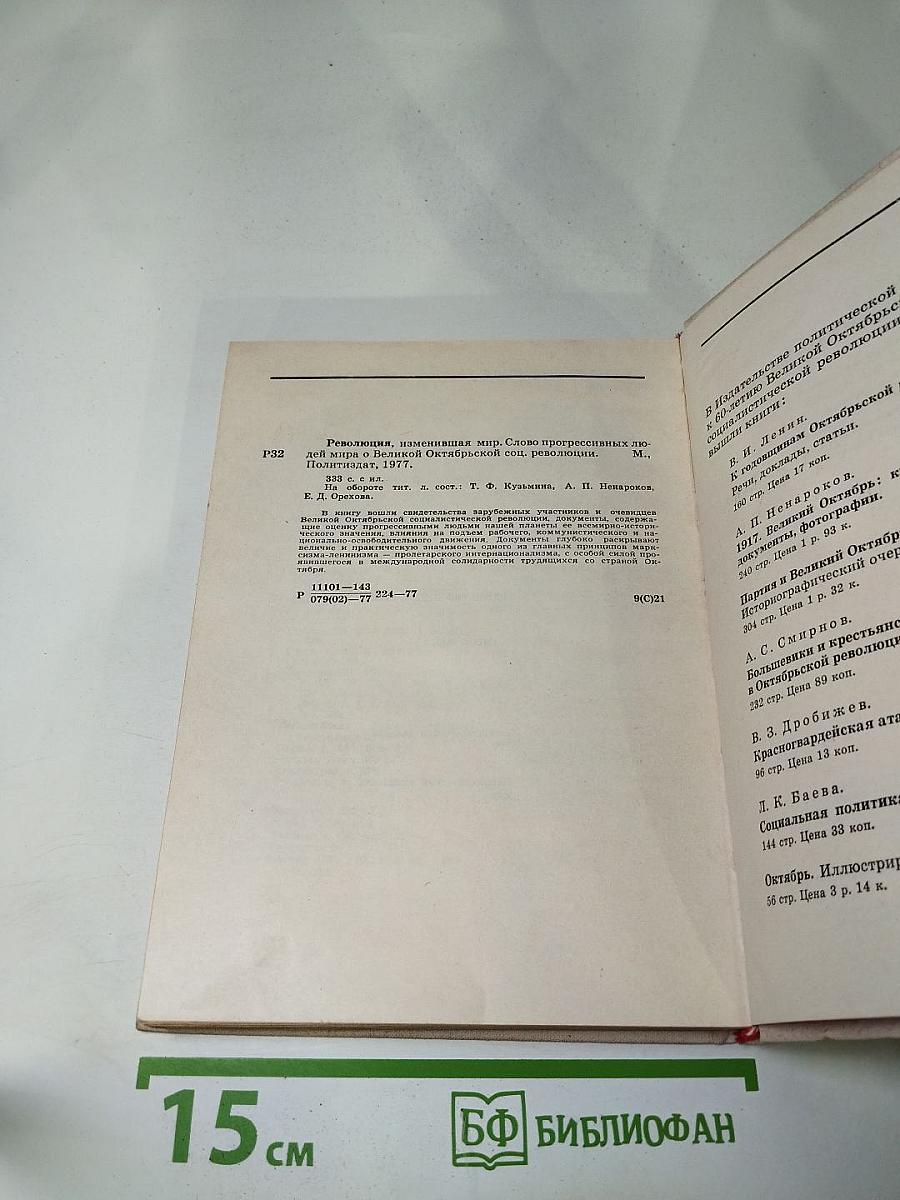 Революция, изменившая мир. Слово прогрессивных лю-
Р32 дей мира о Великой Октябрьской соц. революции. М.,
Политиздат, 1977.
333 с. с ил.
На обороте тит. л. сост.: Т. Ф. Кузьмина, А. П. Ненароков,
Е. Д. Орехова.
В книгу вошли свидетельства зарубежных участников и очевидцев
Великой Октябрьской социалистической революции, документы, содержа-
щие оценку прогрессивными людьми нашей планеты ее всемирно-истори-
ческого значения, влияния на подъем рабочего, коммунистического и на-
ционально-освободительного движения. Документы глубоко раскрывают
величие и практическую значимость одного из главных принципов марк-
сизма-ленинизма — пролетарского интернационализма, с особой силой про-
явившегося в международной солидарности трудящихся со страной Ок-
тября.
Р 11101—143
079(02)—77 224—77 9(С)21
В Издательстве политической
к 60-летию Великой Октябрьс
социалистической революции
вышли книги:
В. И. Ленин.
К годовщинам Октябрьской
Речи, доклады, статьи.
160 стр. Цена 17 коп.
А. П. Ненароков.
1917. Великий Октябрь: к
документы, фотографии.
240 стр. Цена 1 р. 93 к.
Партия и Великий Октябр
Историографический очер
304 стр. Цена 1 р. 32 к.
А. С. Смирнов.
Большевики и крестьянс
в Октябрьской революци
232 стр. Цена 89 коп.
В. З. Дробижев.
Красногвардейская ата
96 стр. Цена 13 коп.
Л. К. Баева.
Социальная политика
144 стр. Цена 33 коп.
Октябрь. Иллюстрир
56 стр. Цена 3 р. 14 к.
15 см БФ БИБЛИОФАН